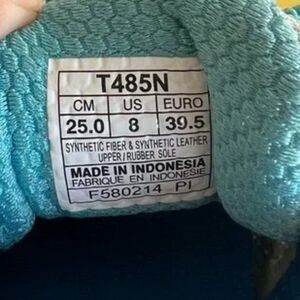 T485N
CM US EURO
25.0 8 39.5
SYNTHETIC FIBER & SYNTHETIC LEATHER
UPPER / RUBBER SOLE
MADE IN INDONESIA
FABRIQUE EN INDONESIE
F580214 PI